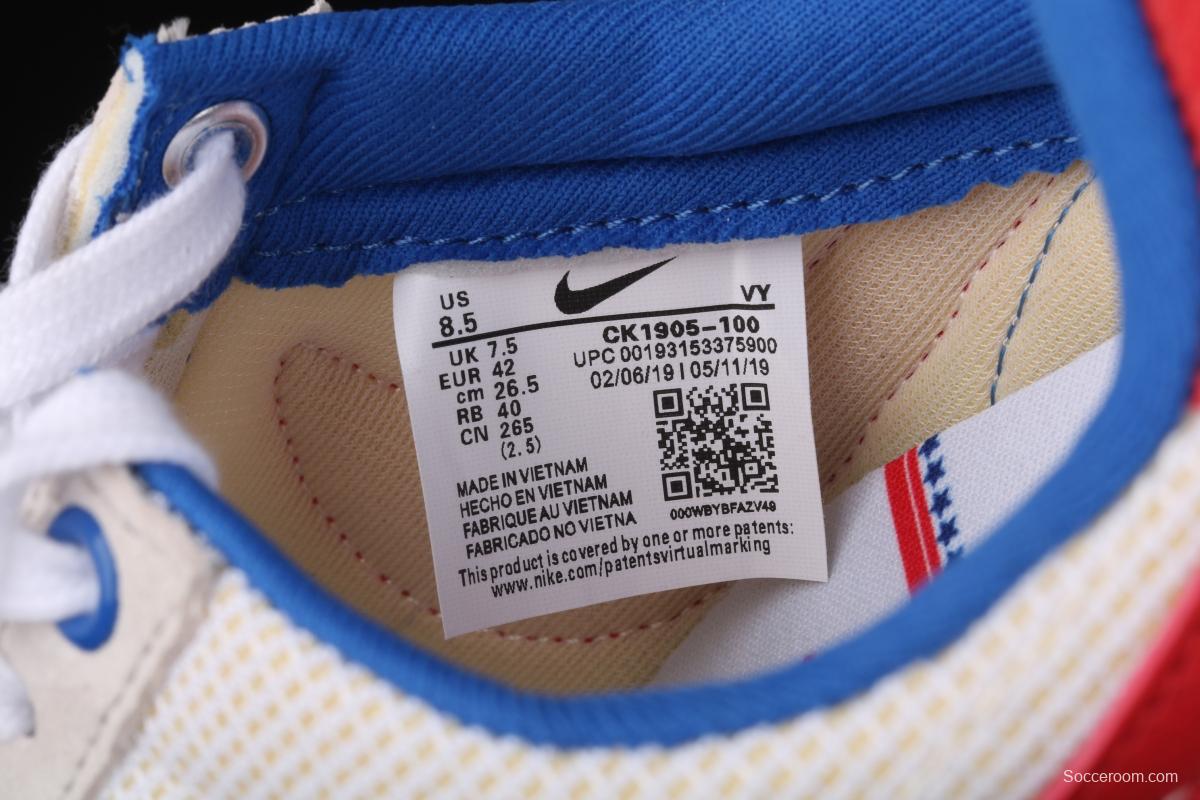 US
8.5
VY
CK1905-100
UPC 00193153375900
02/06/19 | 05/11/19
UK 7.5
EUR 42
cm 26.5
RB 40
CN 265
(2.5)
000WBYBFAZV49
MADE IN VIETNAM
HECHO EN VIETNAM
FABRIQUE AU VIETNAM
FABRICADO NO VIETNA
This product is covered by one or more patents:
www.nike.com/patentsvirtualmarking
Socceroom.com